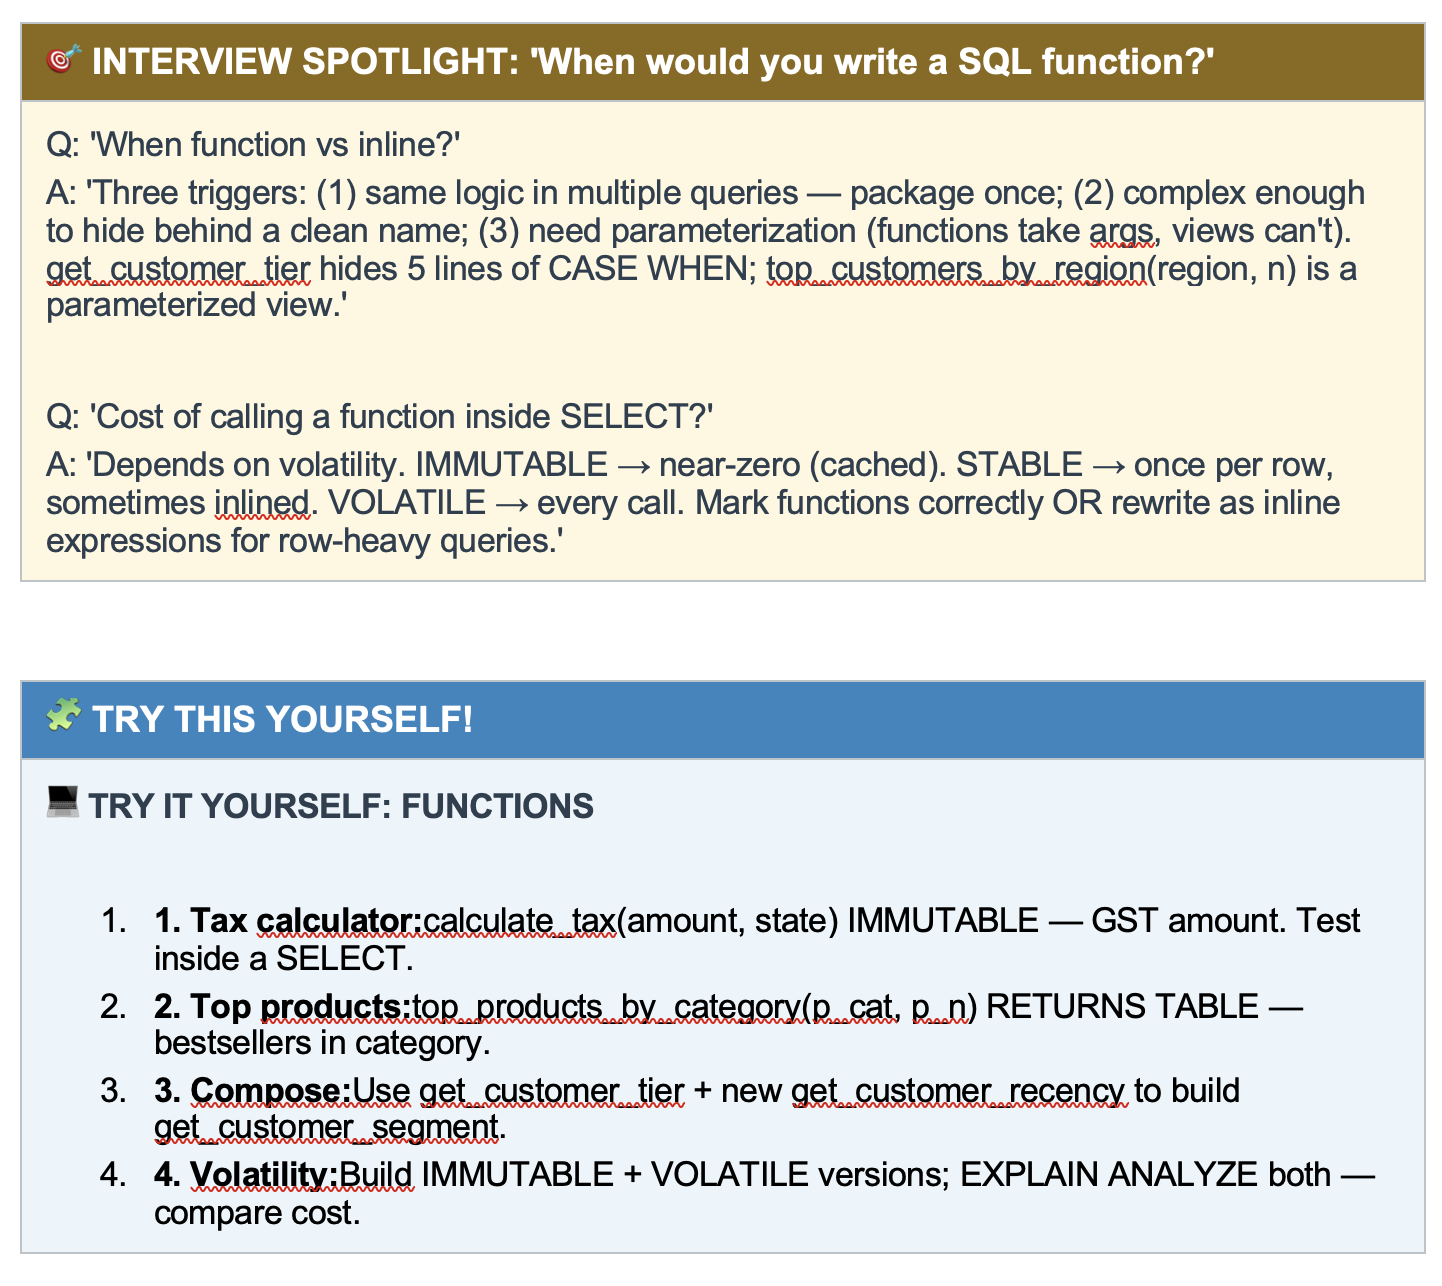 🎯 INTERVIEW SPOTLIGHT: 'When would you write a SQL function?'
Q: 'When function vs inline?'
A: 'Three triggers: (1) same logic in multiple queries — package once; (2) complex enough
to hide behind a clean name; (3) need parameterization (functions take args, views can't).
get_customer_tier hides 5 lines of CASE WHEN; top_customers_by_region(region, n) is a
parameterized view.'
Q: 'Cost of calling a function inside SELECT?'
A: 'Depends on volatility. IMMUTABLE → near-zero (cached). STABLE → once per row,
sometimes inlined. VOLATILE → every call. Mark functions correctly OR rewrite as inline
expressions for row-heavy queries.'
🧩 TRY THIS YOURSELF!
💻 TRY IT YOURSELF: FUNCTIONS
1. 1. Tax calculator:calculate_tax(amount, state) IMMUTABLE — GST amount. Test
inside a SELECT.
2. 2. Top products:top_products_by_category(p_cat, p_n) RETURNS TABLE —
bestsellers in category.
3. 3. Compose:Use get_customer_tier + new get_customer_recency to build
get_customer_segment.
4. 4. Volatility:Build IMMUTABLE + VOLATILE versions; EXPLAIN ANALYZE both —
compare cost.